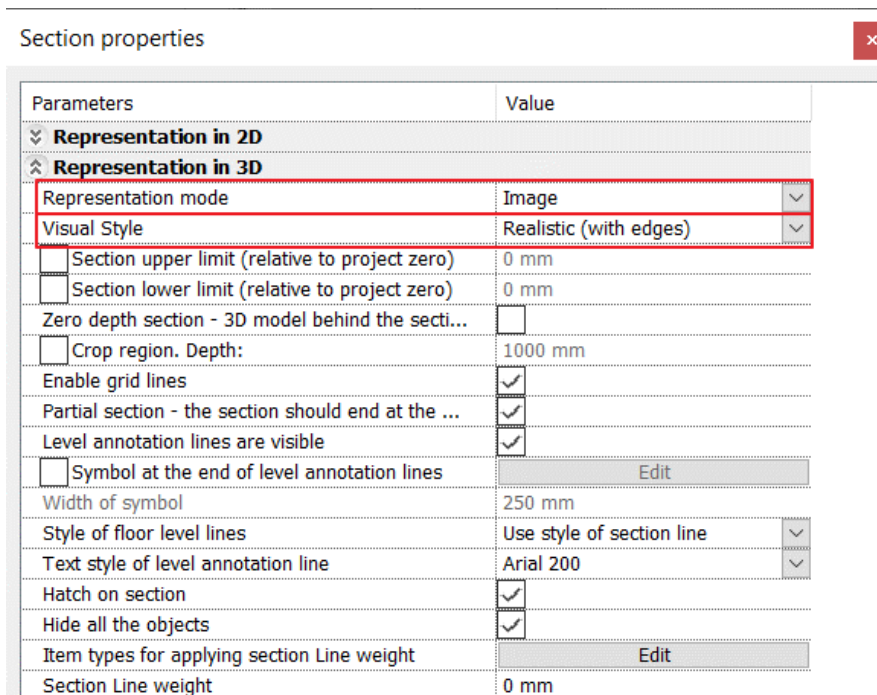 Section properties
Parameters Value
Representation in 2D
Representation in 3D
Representation mode Image
Visual Style Realistic (with edges)
Section upper limit (relative to project zero) 0 mm
Section lower limit (relative to project zero) 0 mm
Zero depth section - 3D model behind the secti...
Crop region. Depth: 1000 mm
Enable grid lines
Partial section - the section should end at the ...
Level annotation lines are visible
Symbol at the end of level annotation lines Edit
Width of symbol 250 mm
Style of floor level lines Use style of section line
Text style of level annotation line Arial 200
Hatch on section
Hide all the objects
Item types for applying section Line weight Edit
Section Line weight 0 mm